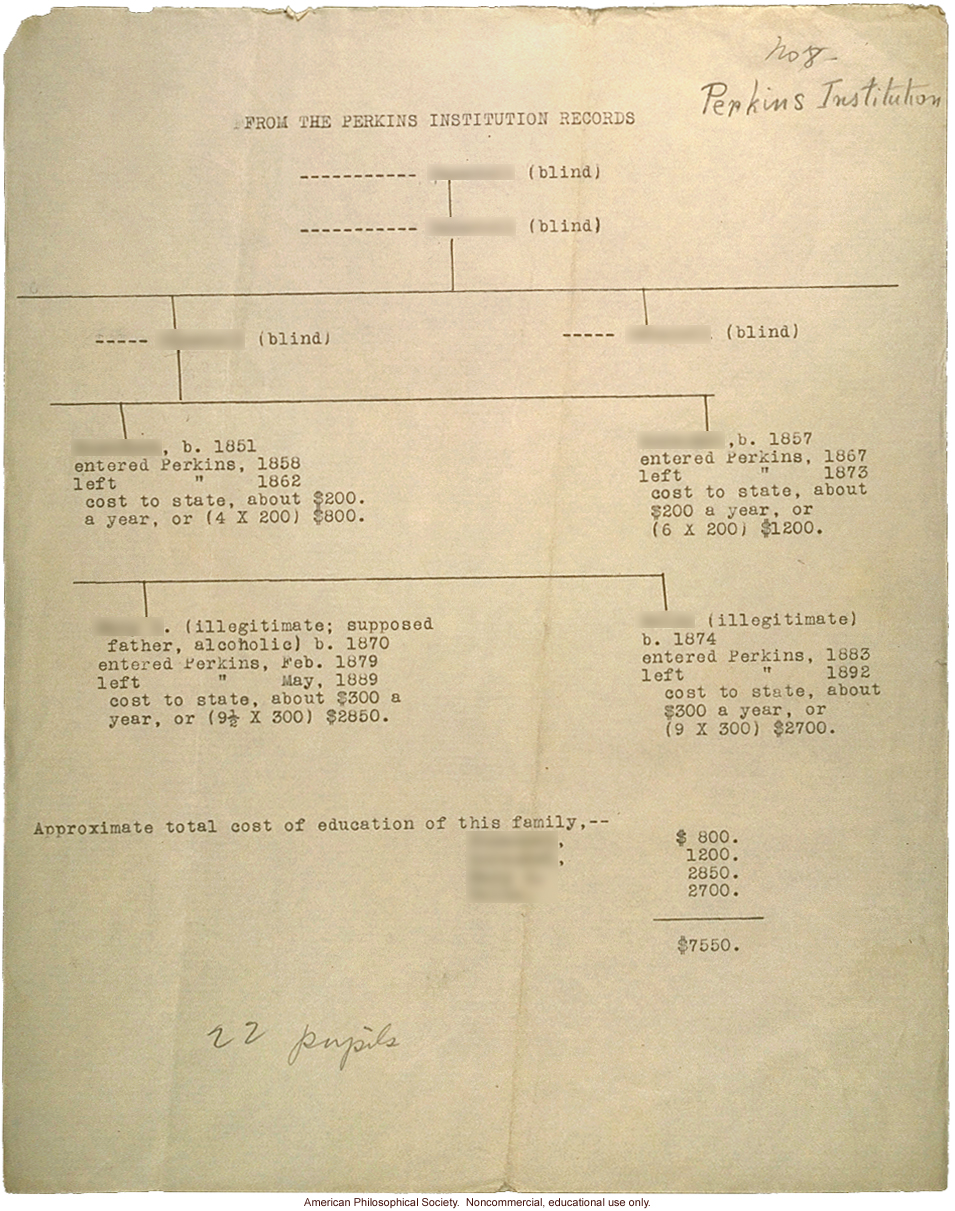 No 8-
Perkins Institution
FROM THE PERKINS INSTITUTION RECORDS
----------- (blind)
----------- (blind)
----- (blind)
----- (blind)
, b. 1851
entered Perkins, 1858
left " 1862
cost to state, about $200.
a year, or (4 X 200) $800.
,b. 1857
entered Perkins, 1867
left " 1873
cost to state, about
$200 a year, or
(6 X 200) $1200.
. (illegitimate; supposed
father, alcoholic) b. 1870
entered Perkins, Feb. 1879
left " May, 1889
cost to state, about $300 a
year, or (9½ X 300) $2850.
(illegitimate)
b. 1874
entered Perkins, 1883
left " 1892
cost to state, about
$300 a year, or
(9 X 300) $2700.
Approximate total cost of education of this family,--
, $ 800.
, 1200.
2850.
2700.
$7550.
22 pupils
American Philosophical Society. Noncommercial, educational use only.